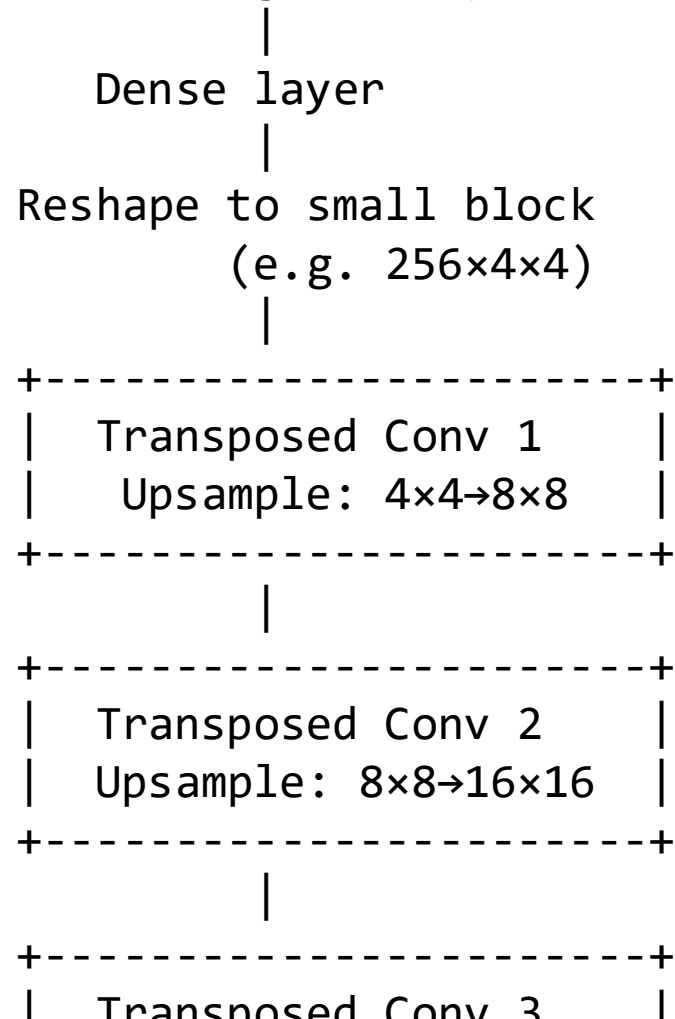 |
Dense layer
|
Reshape to small block
(e.g. 256×4×4)
|
+-----------------------+
| Transposed Conv 1 |
| Upsample: 4×4→8×8 |
+-----------------------+
|
+-----------------------+
| Transposed Conv 2 |
| Upsample: 8×8→16×16 |
+-----------------------+
|
+-----------------------+
| Transposed Conv 3 |